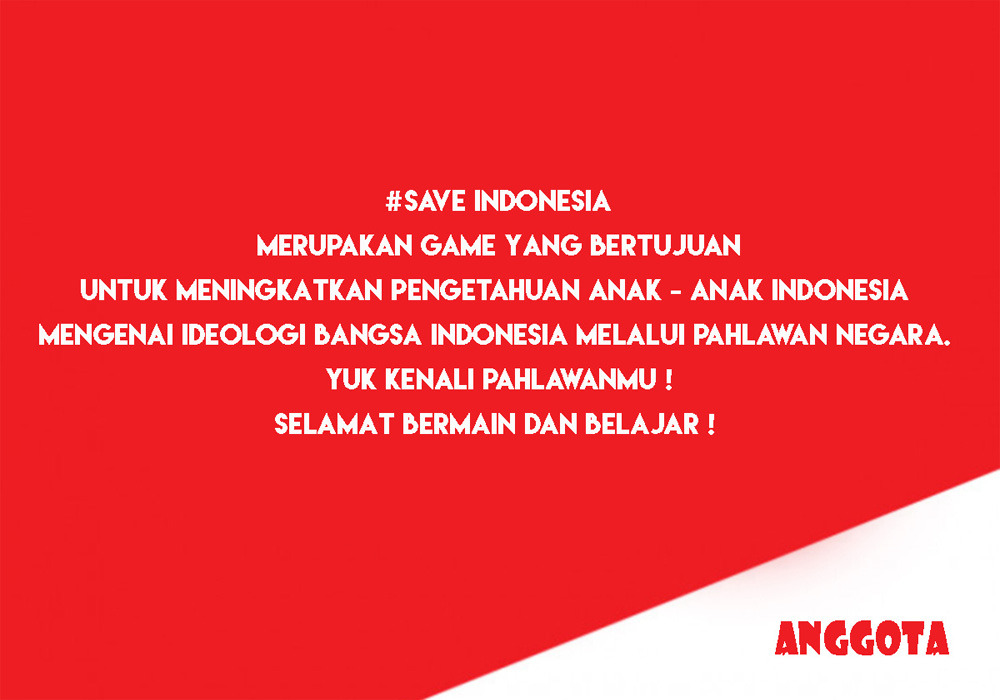 #SAVE INDONESIA
MERUPAKAN GAME YANG BERTUJUAN
UNTUK MENINGKATKAN PENGETAHUAN ANAK - ANAK INDONESIA
MENGENAI IDEOLOGI BANGSA INDONESIA MELALUI PAHLAWAN NEGARA.
YUK KENALI PAHLAWANMU !
SELAMAT BERMAIN DAN BELAJAR !
ANGGOTA